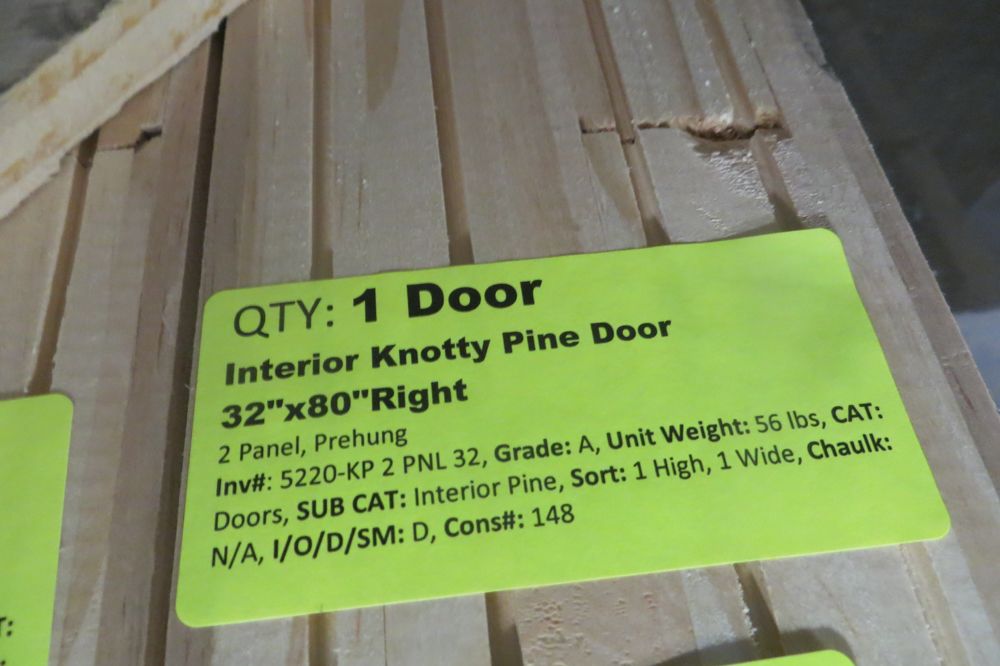 QTY: 1 Door
Interior Knotty Pine Door
32"x80"Right
2 Panel, Prehung
Inv#: 5220-KP 2 PNL 32, Grade: A, Unit Weight: 56 lbs, CAT:
Doors, SUB CAT: Interior Pine, Sort: 1 High, 1 Wide, Chaulk:
N/A, I/O/D/SM: D, Cons#: 148